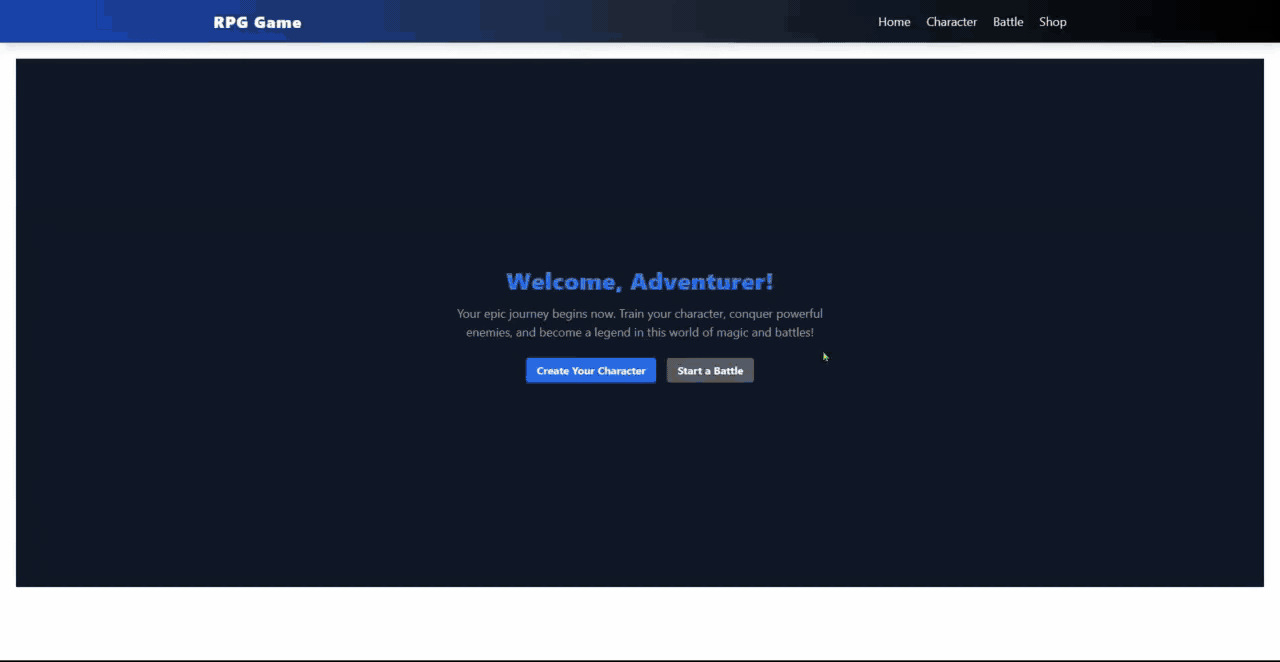 RPG Game
Home Character Battle Shop
Welcome, Adventurer!
Your epic journey begins now. Train your character, conquer powerful
enemies, and become a legend in this world of magic and battles!
Create Your Character Start a Battle